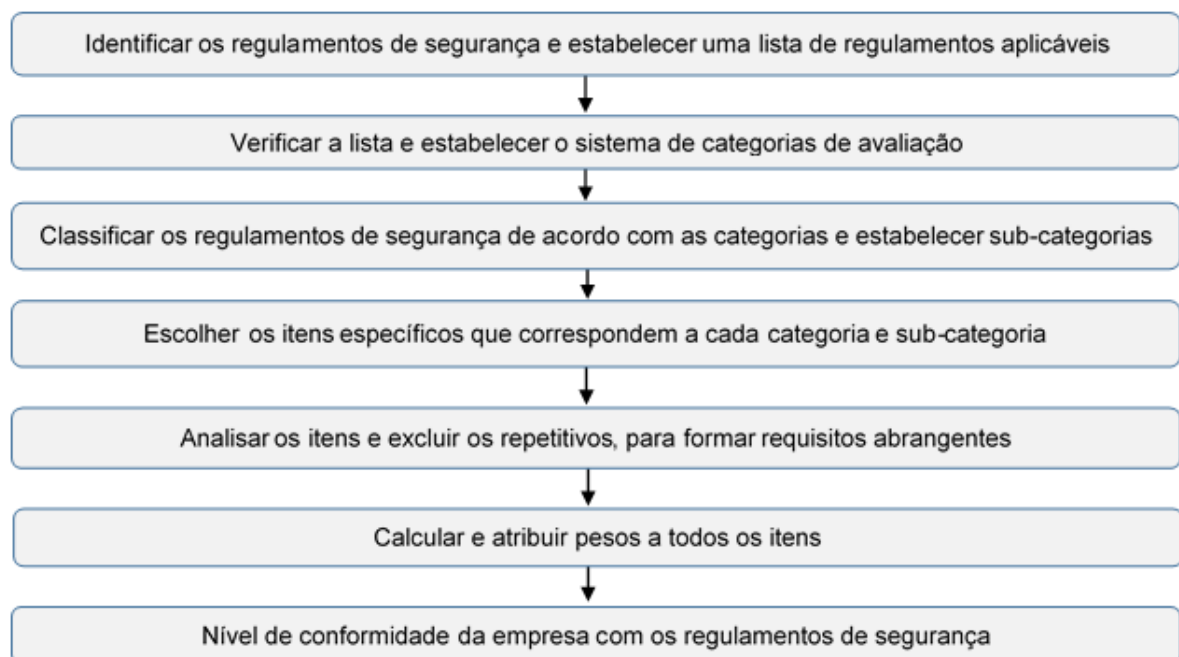 Identificar os regulamentos de segurança e estabelecer uma lista de regulamentos aplicáveis
Verificar a lista e estabelecer o sistema de categorias de avaliação
Classificar os regulamentos de segurança de acordo com as categorias e estabelecer sub-categorias
Escolher os itens específicos que correspondem a cada categoria e sub-categoria
Analisar os itens e excluir os repetitivos, para formar requisitos abrangentes
Calcular e atribuir pesos a todos os itens
Nível de conformidade da empresa com os regulamentos de segurança